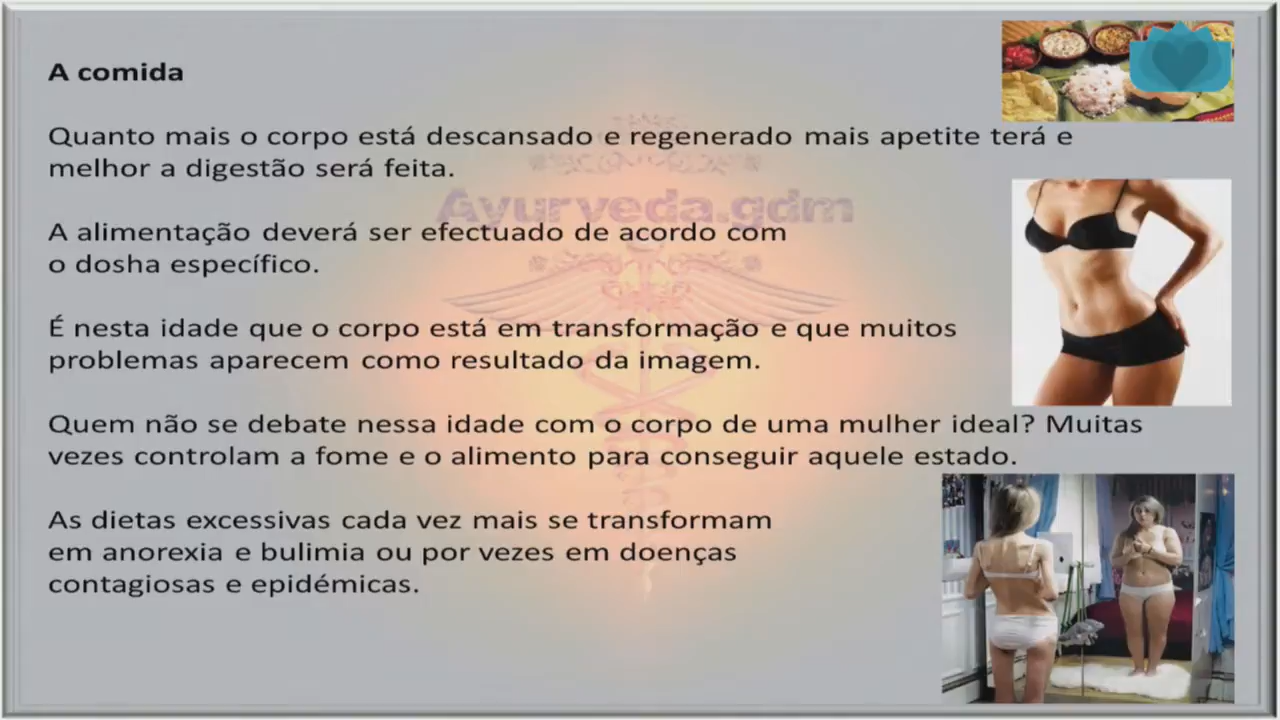 A comida
Quanto mais o corpo está descansado e regenerado mais apetite terá e
melhor a digestão será feita.
Ayurveda.gdm
A alimentação deverá ser efectuado de acordo com
o dosha específico.
É nesta idade que o corpo está em transformação e que muitos
problemas aparecem como resultado da imagem.
Quem não se debate nessa idade com o corpo de uma mulher ideal? Muitas
vezes controlam a fome e o alimento para conseguir aquele estado.
As dietas excessivas cada vez mais se transformam
em anorexia e bulimia ou por vezes em doenças
contagiosas e epidémicas.